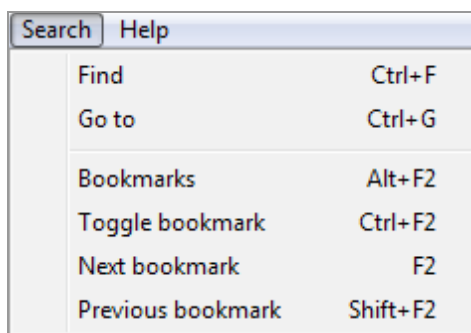 Search Help
Find Ctrl+F
Go to Ctrl+G
Bookmarks Alt+F2
Toggle bookmark Ctrl+F2
Next bookmark F2
Previous bookmark Shift+F2